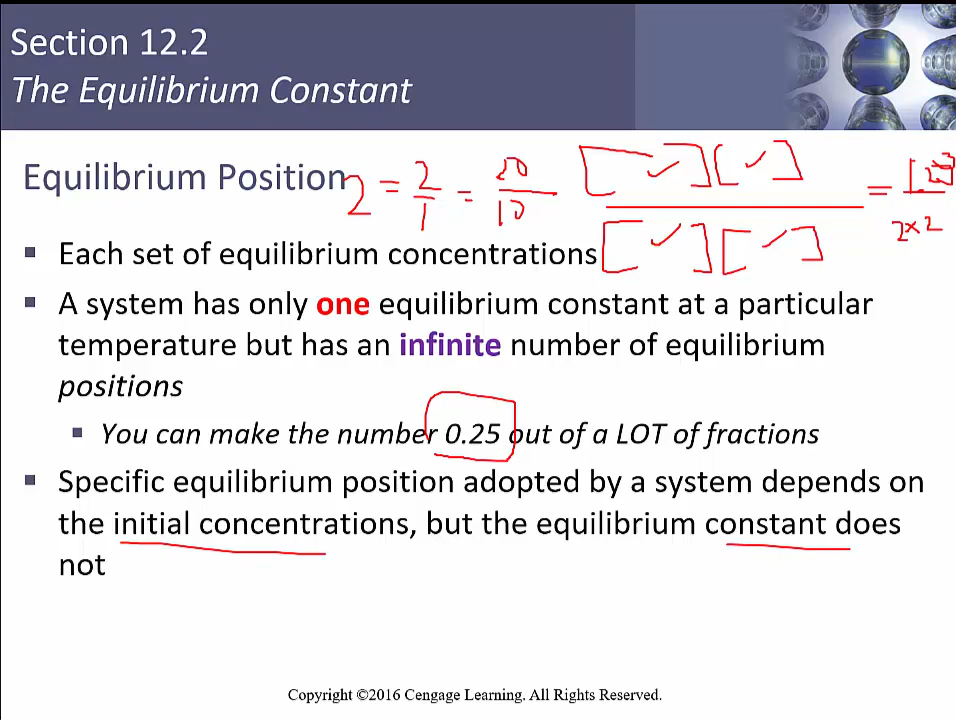 Section 12.2
The Equilibrium Constant
Equilibrium Position
2 = 2/1 = 20/10
[ ✓ ] [ ✓ ]
[ ✓ ] [ ✓ ]
=
2×2
▪ Each set of equilibrium concentrations
▪ A system has only one equilibrium constant at a particular
temperature but has an infinite number of equilibrium
positions
▪ You can make the number 0.25 out of a LOT of fractions
▪ Specific equilibrium position adopted by a system depends on
the initial concentrations, but the equilibrium constant does
not
Copyright ©2016 Cengage Learning. All Rights Reserved.